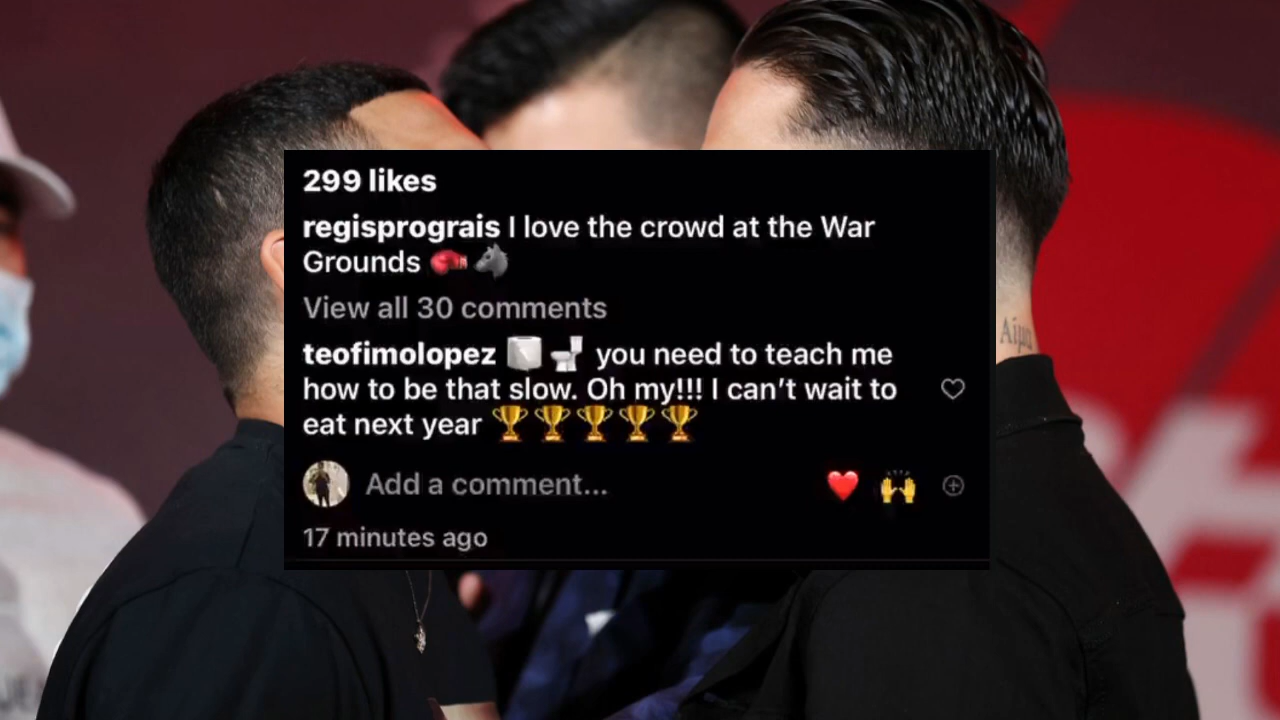 299 likes
regisprograis I love the crowd at the War
Grounds 🥊🐺
View all 30 comments
teofimolopez 🧻🚽 you need to teach me
how to be that slow. Oh my!!! I can’t wait to
eat next year 🏆🏆🏆🏆🏆
Add a comment...
17 minutes ago